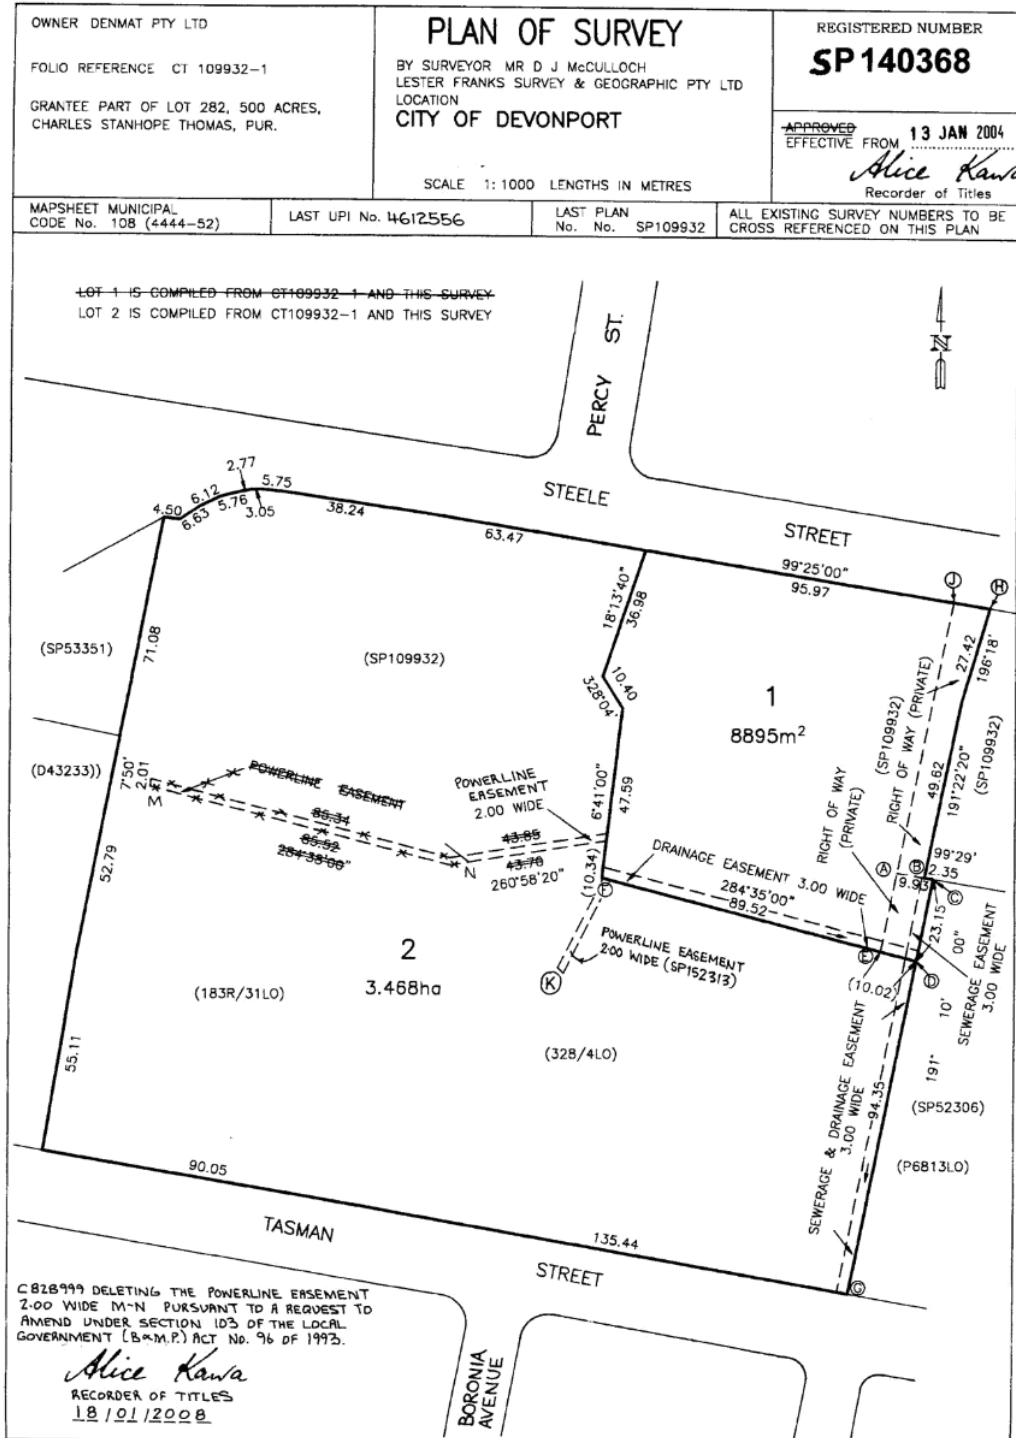 OWNER DENMAT PTY LTD
FOLIO REFERENCE CT 109932-1
GRANTEE PART OF LOT 282, 500 ACRES,
CHARLES STANHOPE THOMAS, PUR.
PLAN OF SURVEY
BY SURVEYOR MR D J McCULLOCH
LESTER FRANKS SURVEY & GEOGRAPHIC PTY LTD
LOCATION
CITY OF DEVONPORT
SCALE 1:1000 LENGTHS IN METRES
REGISTERED NUMBER
SP140368
APPROVED
EFFECTIVE FROM 13 JAN 2004
Alice Kawa
Recorder of Titles
MAPSHEET MUNICIPAL
CODE No. 108 (4444-52)
LAST UPI No. 4612556
LAST PLAN
No. No. SP109932
ALL EXISTING SURVEY NUMBERS TO BE
CROSS REFERENCED ON THIS PLAN
LOT 1 IS COMPILED FROM CT109932-1 AND THIS SURVEY
LOT 2 IS COMPILED FROM CT109932-1 AND THIS SURVEY
N
PERCY ST.
STEELE
STREET
2.77
5.75
6.12
5.76
3.05
4.50
6.63
38.24
63.47
99°25'00"
95.97
J
H
18°13'40"
36.98
27.42
196°18'
(SP53351)
71.08
(SP109932)
10.40
328°04'
1
8895m²
RIGHT OF WAY (PRIVATE)
(SP109932)
(SP109932)
49.62
191°22'20"
(D43233))
7°50'
2.01
M
POWERLINE EASEMENT
85.34
85.52
284°38'00"
POWERLINE
EASEMENT
2.00 WIDE
43.85
43.70
260°58'20"
N
6°41'00"
47.59
(10.34)
F
RIGHT OF WAY
(PRIVATE)
DRAINAGE EASEMENT 3.00 WIDE
284°35'00"
89.52
A
B
99°29'
2.35
9.93
C
23.15
E
D
(10.02)
191° 10' 00"
SEWERAGE EASEMENT
3.00 WIDE
52.79
2
3.468ha
(183R/31LO)
K
POWERLINE EASEMENT
2.00 WIDE (SP152313)
(328/4LO)
55.11
SEWERAGE & DRAINAGE EASEMENT
3.00 WIDE
94.35
(SP52306)
(P6813LO)
90.05
135.44
G
TASMAN
STREET
BORONIA
AVENUE
C828999 DELETING THE POWERLINE EASEMENT
2.00 WIDE M-N PURSUANT TO A REQUEST TO
AMEND UNDER SECTION 103 OF THE LOCAL
GOVERNMENT (B&M.P.) ACT No. 96 OF 1993.
Alice Kawa
RECORDER OF TITLES
18/01/2008